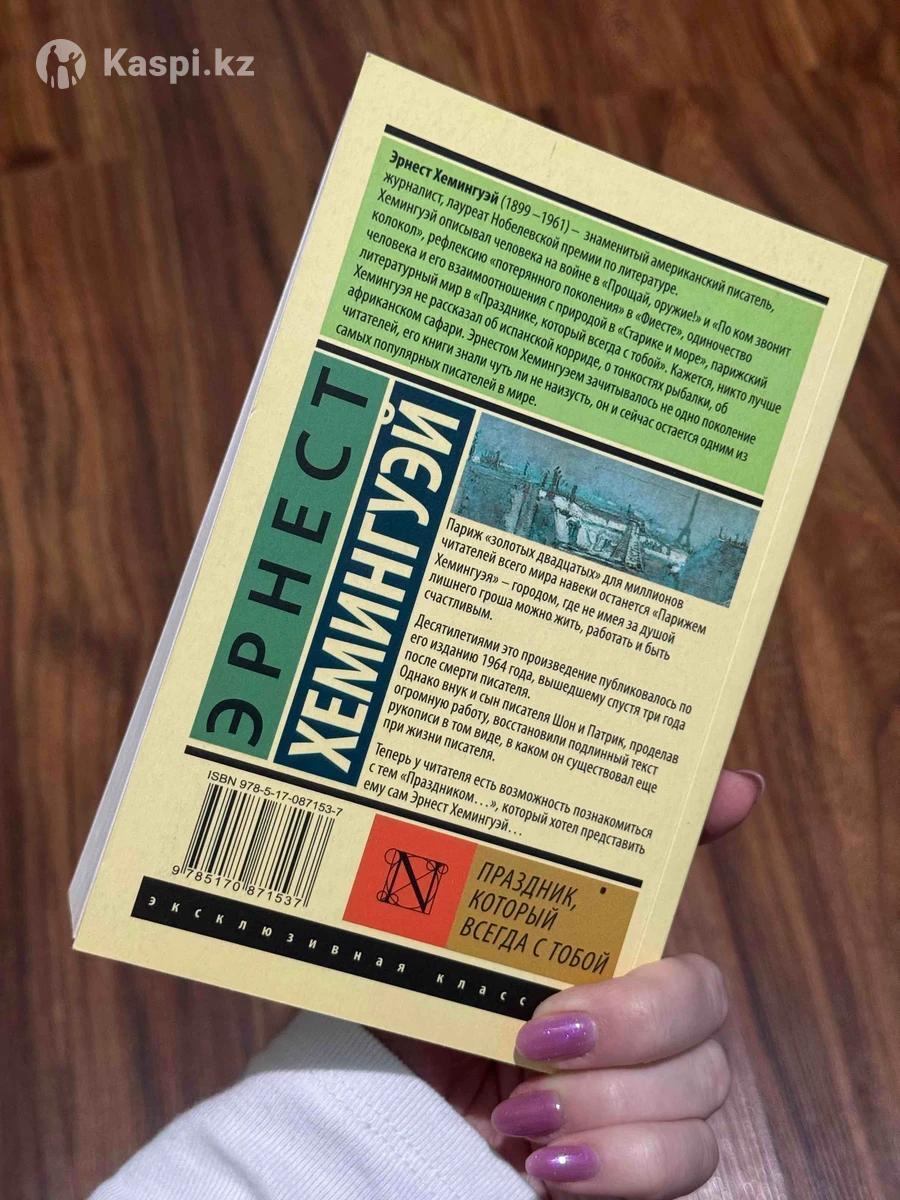 Kaspi.kz
Эрнест Хемингуэй (1899 –1961) – знаменитый американский писатель,
журналист, лауреат Нобелевской премии по литературе.
Хемингуэй описывал человека на войне в «Прощай, оружие!» и «По ком звонит
колокол», рефлексию «потерянного поколения» в «Фиесте», одиночество
человека и его взаимоотношения с природой в «Старике и море», парижский
литературный мир в «Празднике, который всегда с тобой». Кажется, никто лучше
Хемингуэя не рассказал об испанской корриде, о тонкостях рыбалки, об
африканском сафари. Эрнестом Хемингуэем зачитывалось не одно поколение
читателей, его книги знали чуть ли не наизусть, он и сейчас остается одним из
самых популярных писателей в мире.
ЭРНЕСТ
ХЕМИНГУЭЙ
Париж «золотых двадцатых» для миллионов
читателей всего мира навеки останется «Парижем
Хемингуэя» – городом, где не имея за душой
лишнего гроша можно жить, работать и быть
счастливым.
Десятилетиями это произведение публиковалось по
его изданию 1964 года, вышедшему спустя три года
после смерти писателя.
Однако внук и сын писателя Шон и Патрик, проделав
огромную работу, восстановили подлинный текст
рукописи в том виде, в каком он существовал еще
при жизни писателя.
Теперь у читателя есть возможность познакомиться
с тем «Праздником…», который хотел представить
ему сам Эрнест Хемингуэй…
ISBN 978-5-17-087153-7
9 785170 871537
N
ПРАЗДНИК,
КОТОРЫЙ
ВСЕГДА С ТОБОЙ
эксклюзивная класс